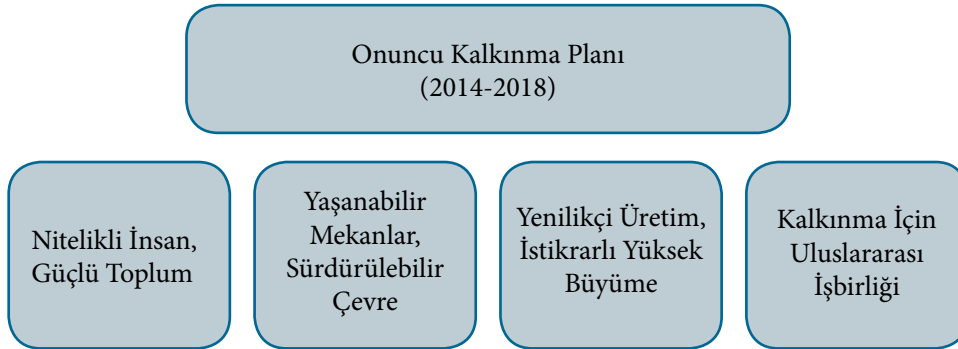 Onuncu Kalkınma Planı
(2014-2018)
Nitelikli İnsan,
Güçlü Toplum
Yaşanabilir
Mekanlar,
Sürdürülebilir
Çevre
Yenilikçi Üretim,
İstikrarlı Yüksek
Büyüme
Kalkınma İçin
Uluslararası
İşbirliği